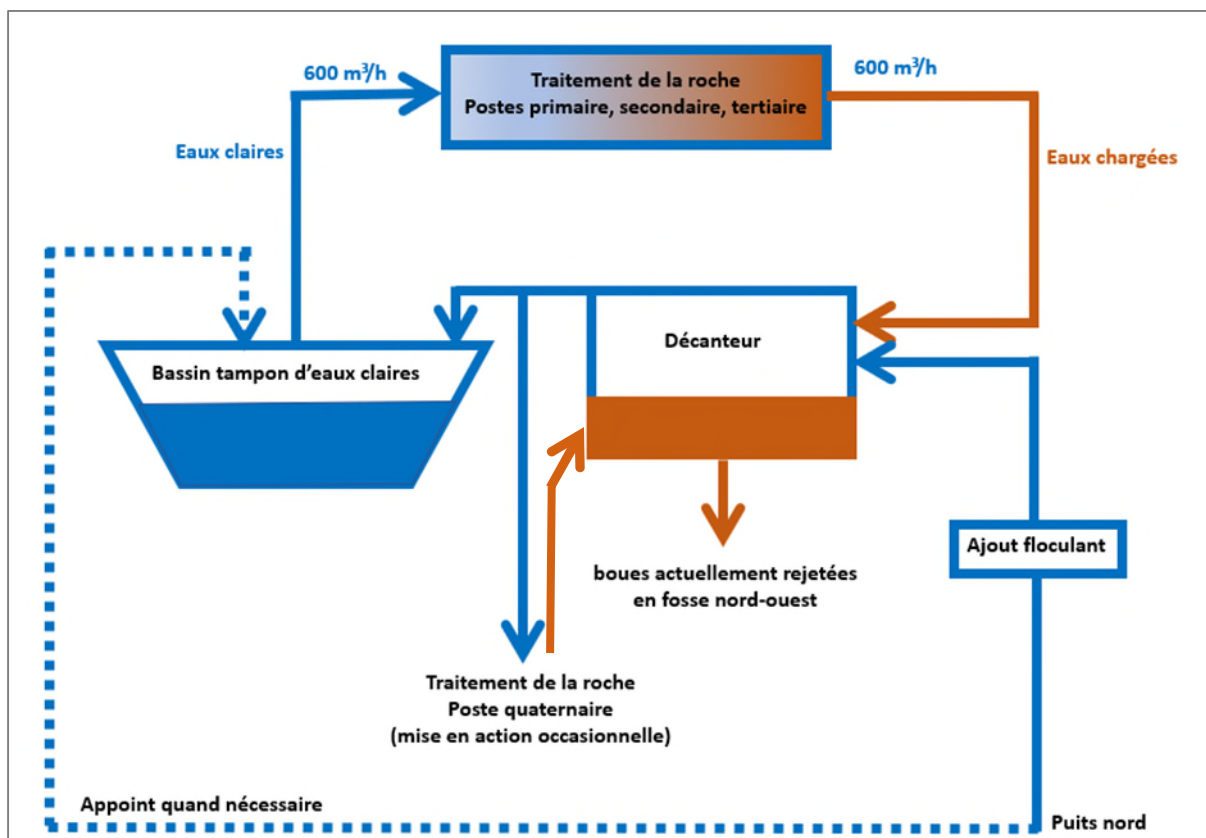 600 m³/h
Traitement de la roche
Postes primaire, secondaire, tertiaire
600 m³/h
Eaux claires
Eaux chargées
Décanteur
Bassin tampon d'eaux claires
Ajout floculant
boues actuellement rejetées
en fosse nord-ouest
Traitement de la roche
Poste quaternaire
(mise en action occasionnelle)
Appoint quand nécessaire
Puits nord